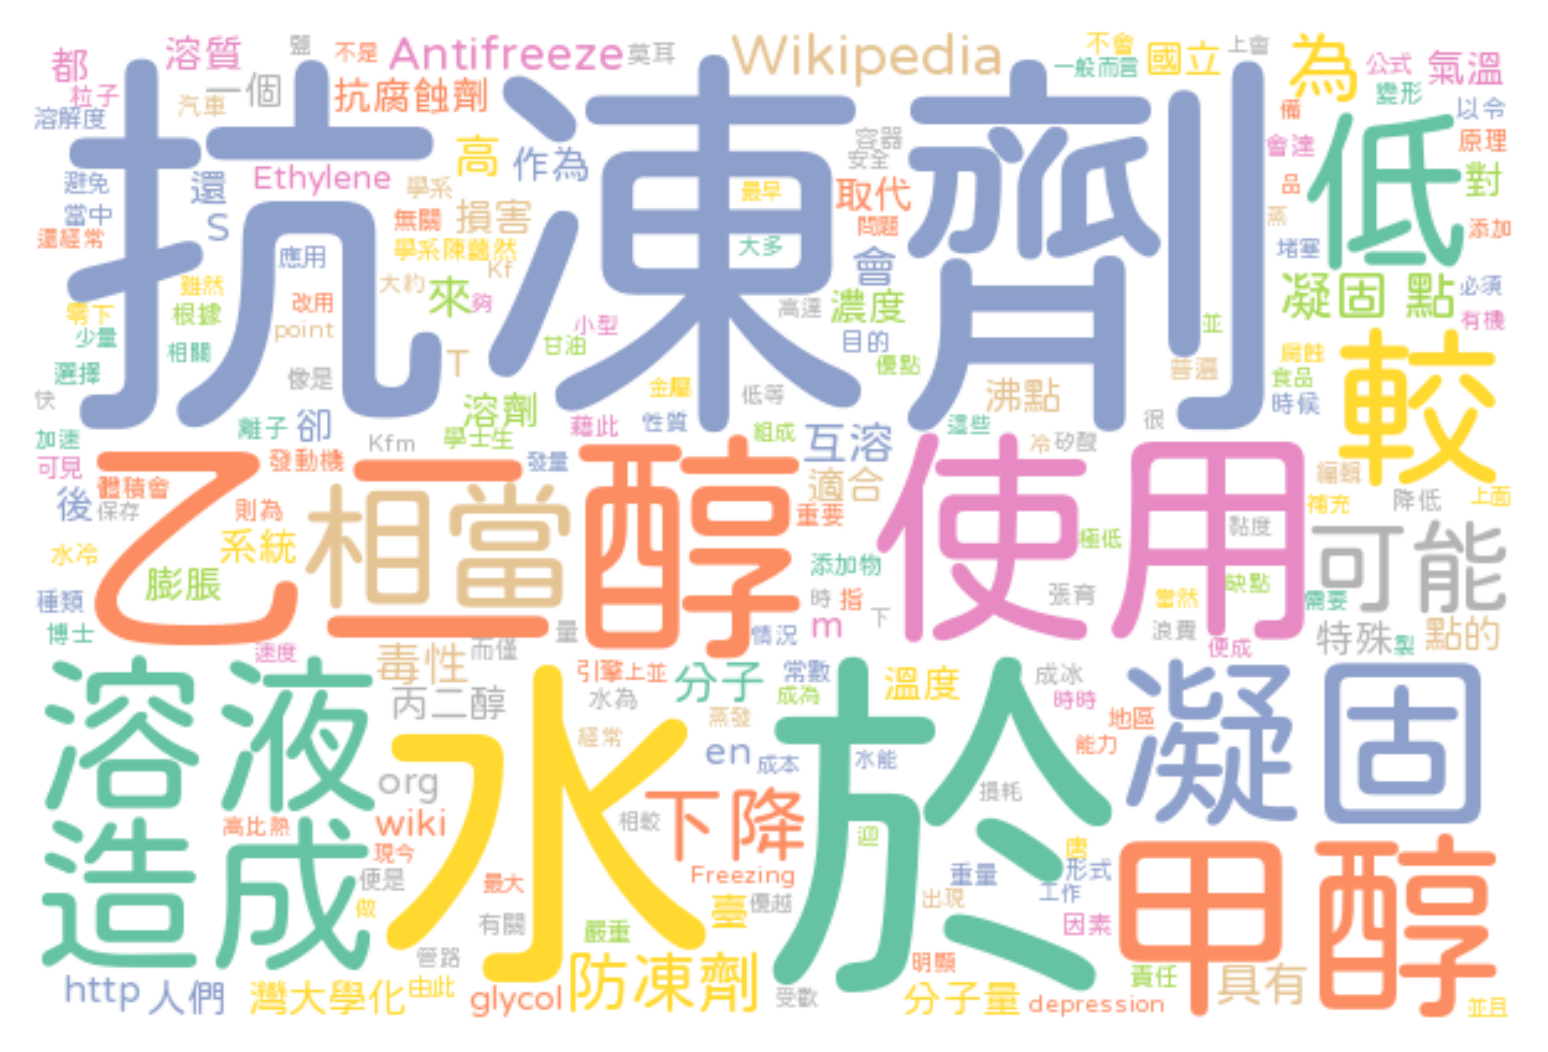 都
溶質
鹽
不是
Antifreeze
莫耳
Wikipedia
不會
一般而言
國立
上會
為
公式
氣溫
粒子
汽車
一個
抗腐蝕劑
變形
備
以令
溶解度
抗凍劑
容器
安全
會達
原理
低
高
作為
避免
還
Ethylene
學系
最早
取代
品
對
當中
S
無關
損害
問題
蒸
還經常
學系陳藹然
大多
堵塞
添加
應用
Kf
會
雖然
大約
來
夠
高達
濃度
凝固點
必須
零下
根據
改用
point
小型
並
有機
少量
相關
甘油
目的
優點
腐蝕
較
選擇
像是
T
普遍
食品
快
溶劑
金屬
低等
沸點
時候
加速
離子
卻
Kfm
學士生
藉此
性質
組成
互溶
這些
很
冷
矽酸
可見
乙二醇
發動機
發量
使用
編輯
體積會
相當
適合
降低
上面
後
保存
則為
重要
補充
水冷
系統
極低
黏度
可能
膨脹
添加物
缺點
種類
時
指
張育
當然
需要
博士
m
下
浪費
特殊
製
點的
量
情況
便成
速度
毒性
而僅
溶液
引擎上並
分子
常數
溫度
成冰
凝固
丙二醇
水
水為
成為
於
時時
蒸發
地區
經常
en
成本
水能
能力
org
下降
損耗
造成
高比熱
wiki
相較
迎
唐
甲醇
現今
便是
最大
Freezing
重量
形式
工作
做
有關
臺
優越
出現
因素
嚴重
管路
明顯
http
人們
灣大學化
由此
glycol
防凍劑
受歡
分子量
depression
責任
具有
並且